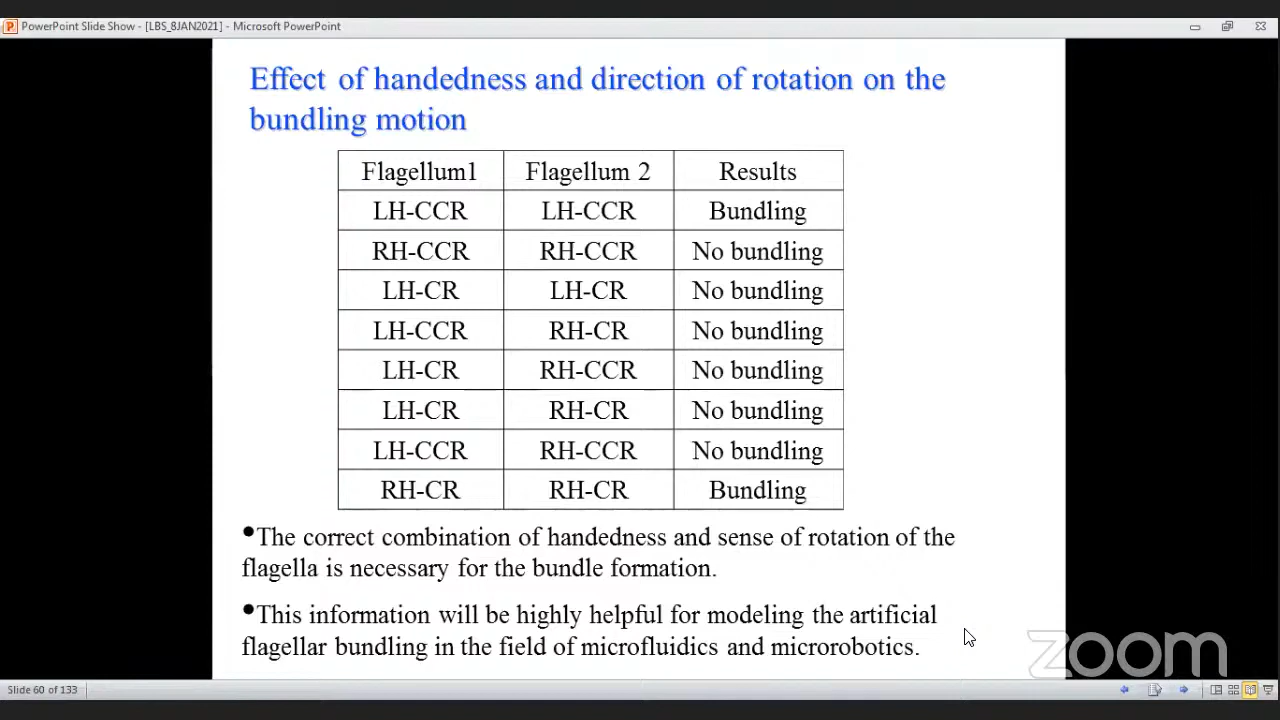 PowerPoint Slide Show - [LBS_8JAN2021] - Microsoft PowerPoint
Effect of handedness and direction of rotation on the
bundling motion
Flagellum1 Flagellum 2 Results
LH-CCR LH-CCR Bundling
RH-CCR RH-CCR No bundling
LH-CR LH-CR No bundling
LH-CCR RH-CR No bundling
LH-CR RH-CCR No bundling
LH-CR RH-CR No bundling
LH-CCR RH-CCR No bundling
RH-CR RH-CR Bundling
•The correct combination of handedness and sense of rotation of the
flagella is necessary for the bundle formation.
•This information will be highly helpful for modeling the artificial
flagellar bundling in the field of microfluidics and microrobotics.
zoom
Slide 60 of 133